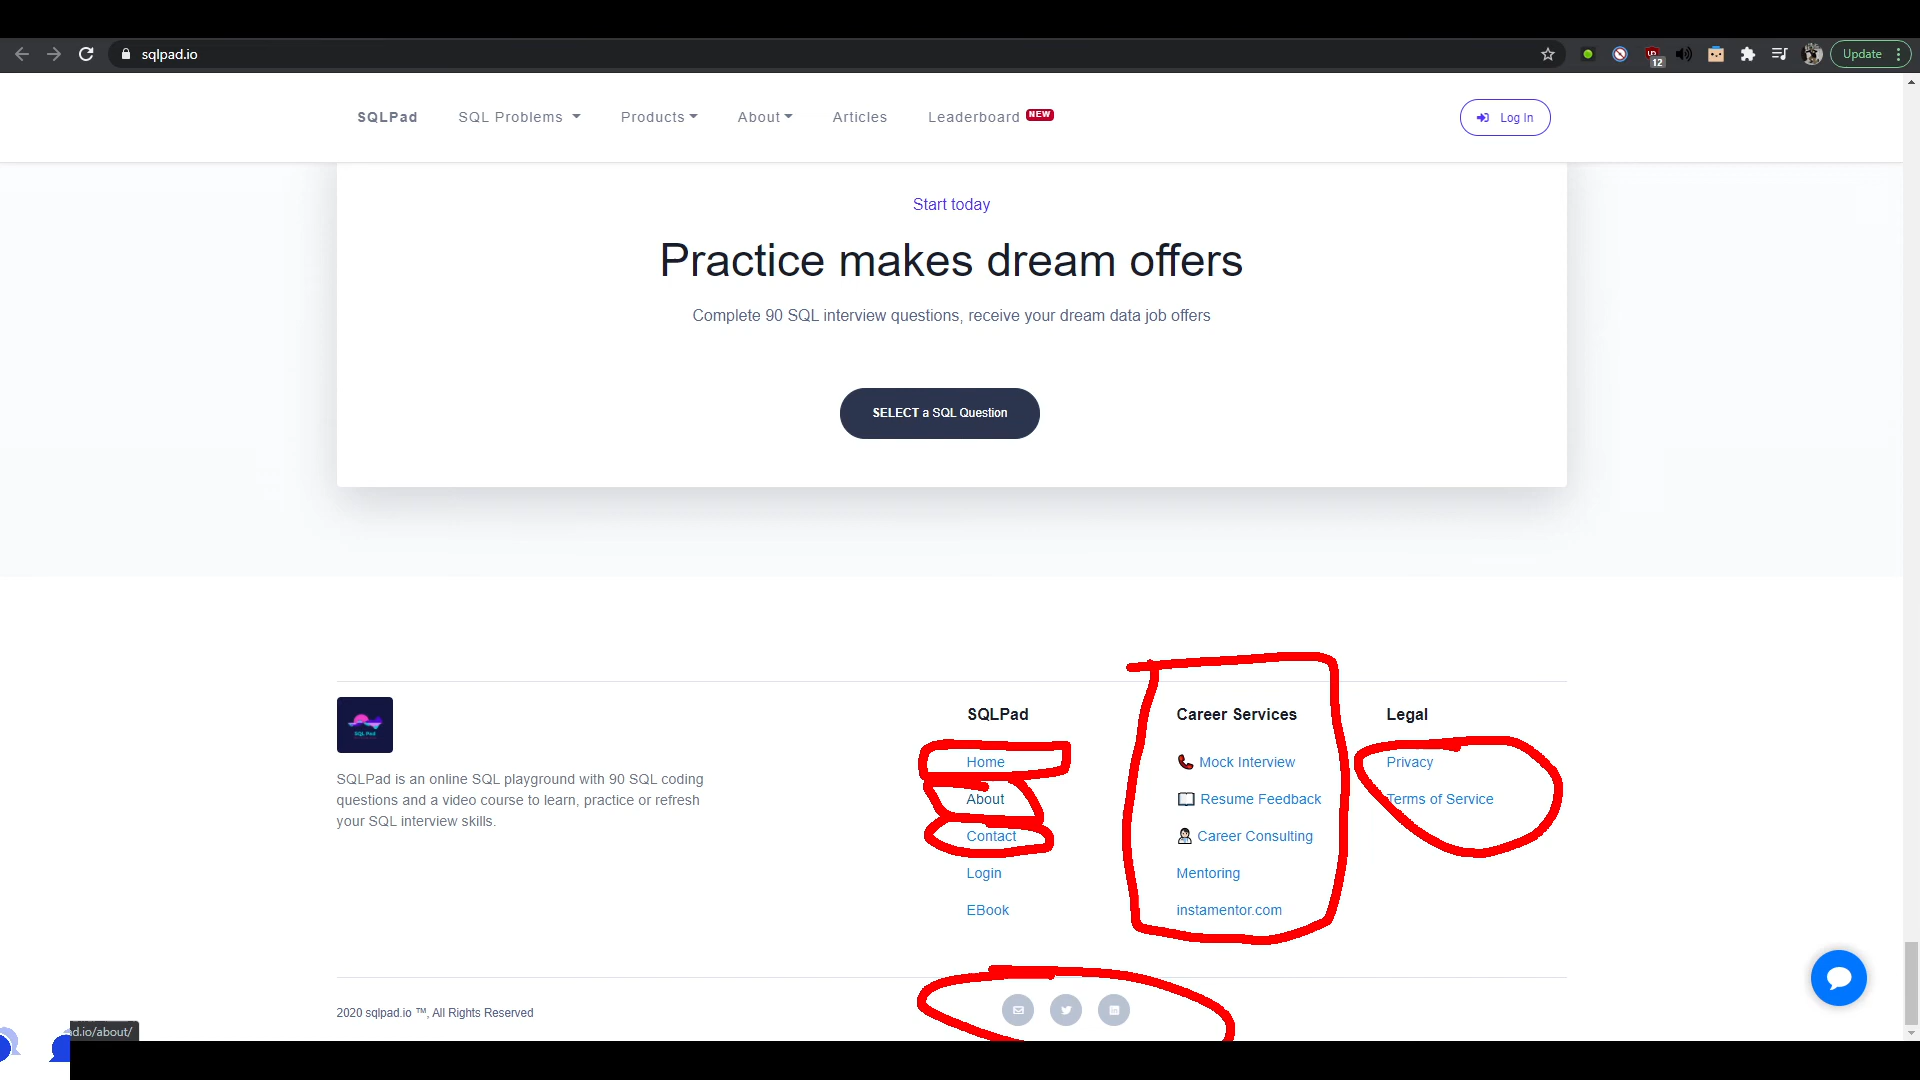 sqlpad.io
12
Update
SQLPad
SQL Problems
Products
About
Articles
Leaderboard NEW
Log In
Start today
Practice makes dream offers
Complete 90 SQL interview questions, receive your dream data job offers
SELECT a SQL Question
SQL Pad
SQLPad is an online SQL playground with 90 SQL coding
questions and a video course to learn, practice or refresh
your SQL interview skills.
SQLPad
Home
About
Contact
Login
EBook
Career Services
Mock Interview
Resume Feedback
Career Consulting
Mentoring
instamentor.com
Legal
Privacy
Terms of Service
2020 sqlpad.io ™, All Rights Reserved
ad.io/about/